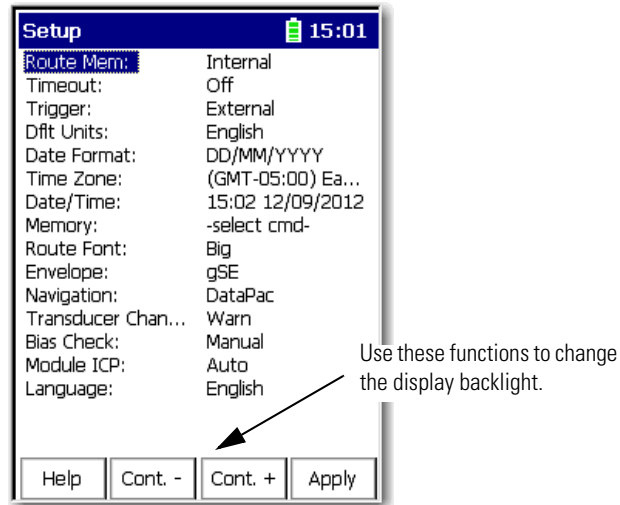 Setup 15:01
Route Mem: Internal
Timeout: Off
Trigger: External
Dflt Units: English
Date Format: DD/MM/YYYY
Time Zone: (GMT-05:00) Ea...
Date/Time: 15:02 12/09/2012
Memory: -select cmd-
Route Font: Big
Envelope: gSE
Navigation: DataPac
Transducer Chan... Warn
Bias Check: Manual
Module ICP: Auto
Language: English
Use these functions to change
the display backlight.
Help Cont. - Cont. + Apply